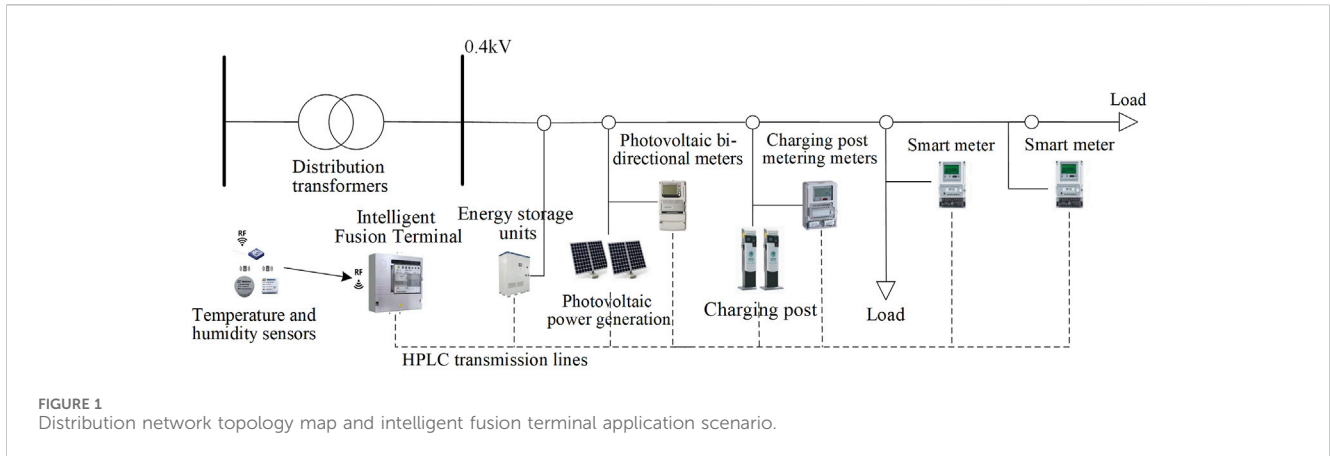 0.4kV
Load
Distribution
transformers
Photovoltaic bi-
directional meters
Charging post
metering meters
Smart meter
Smart meter
Intelligent
Fusion Terminal
Energy storage
units
RF
RF
Temperature and
humidity sensors
Photovoltaic
power generation
Charging post
Load
HPLC transmission lines
FIGURE 1
Distribution network topology map and intelligent fusion terminal application scenario.